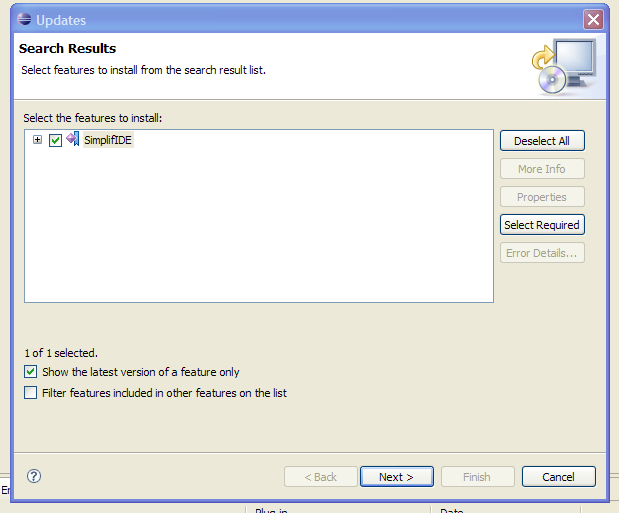 Updates
Search Results
Select features to install from the search result list.
Select the features to install:
SimplifIDE
Deselect All
More Info
Properties
Select Required
Error Details...
1 of 1 selected.
Show the latest version of a feature only
Filter features included in other features on the list
?
< Back
Next >
Finish
Cancel
Er
Plug-in
Date